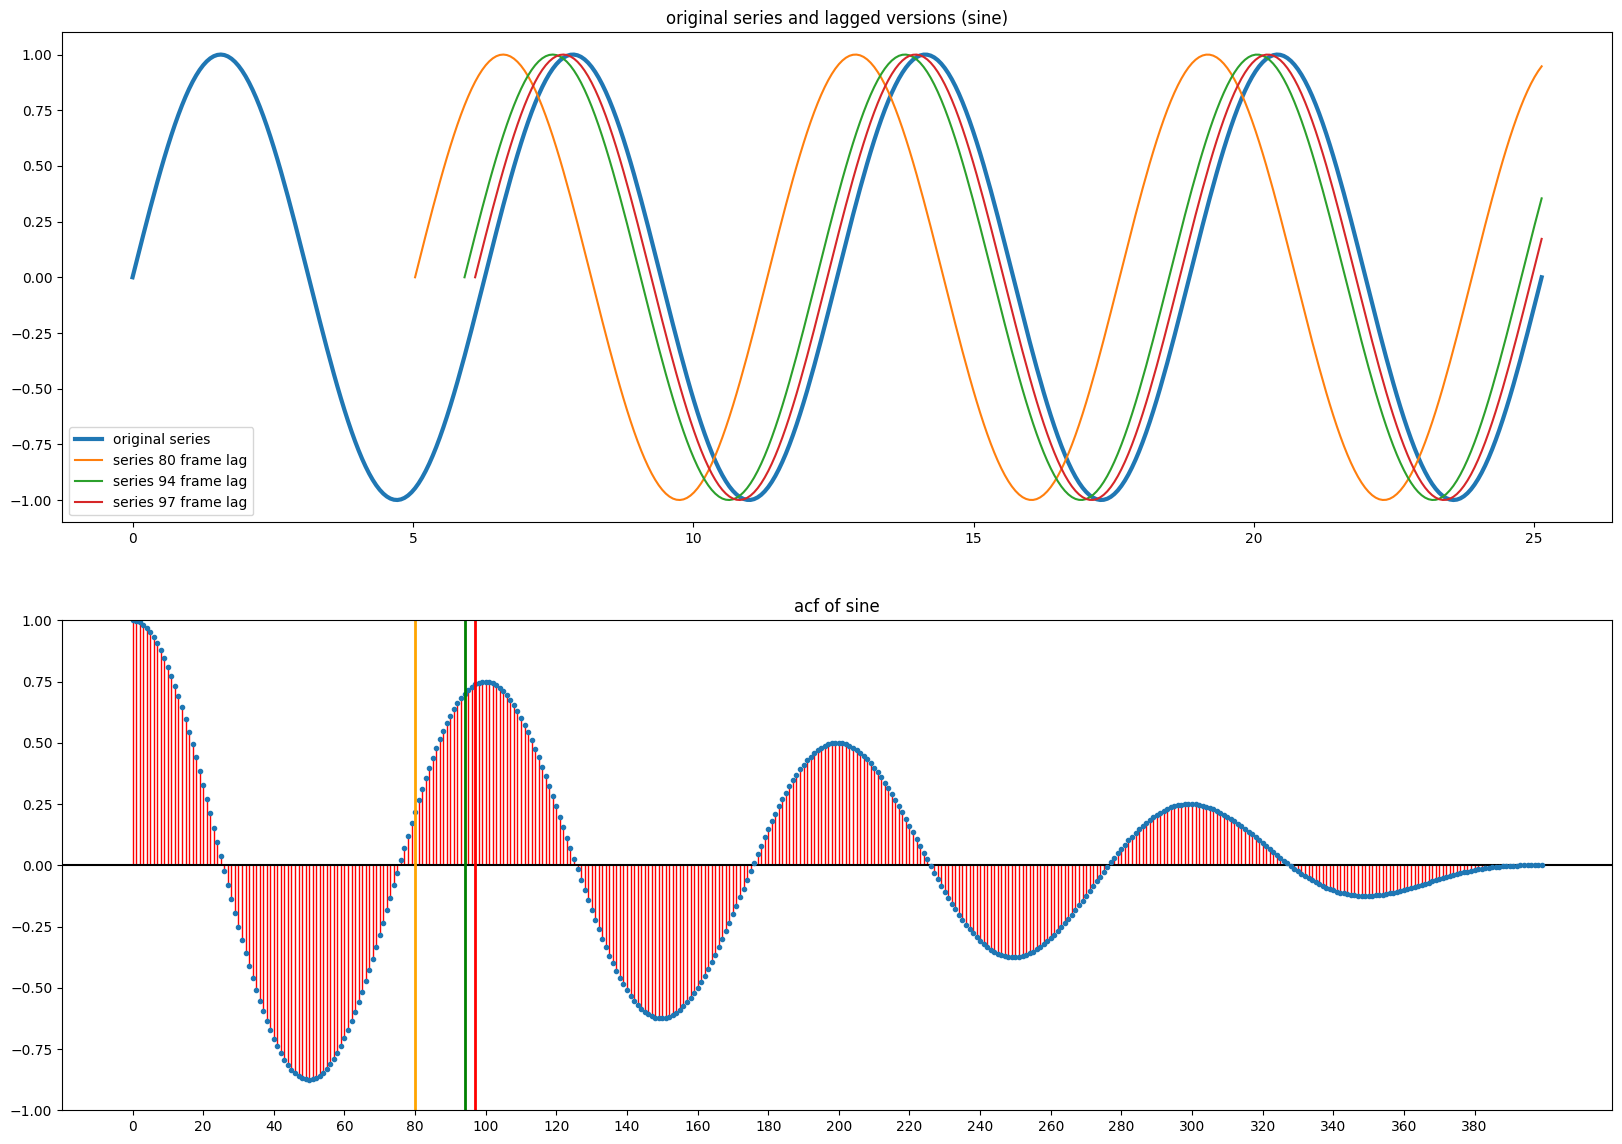 original series and lagged versions (sine)
1.00
0.75
0.50
0.25
0.00
−0.25
−0.50
−0.75
−1.00
original series
series 80 frame lag
series 94 frame lag
series 97 frame lag
0 5 10 15 20 25
acf of sine
1.00
0.75
0.50
0.25
0.00
−0.25
−0.50
−0.75
−1.00
0 20 40 60 80 100 120 140 160 180 200 220 240 260 280 300 320 340 360 380